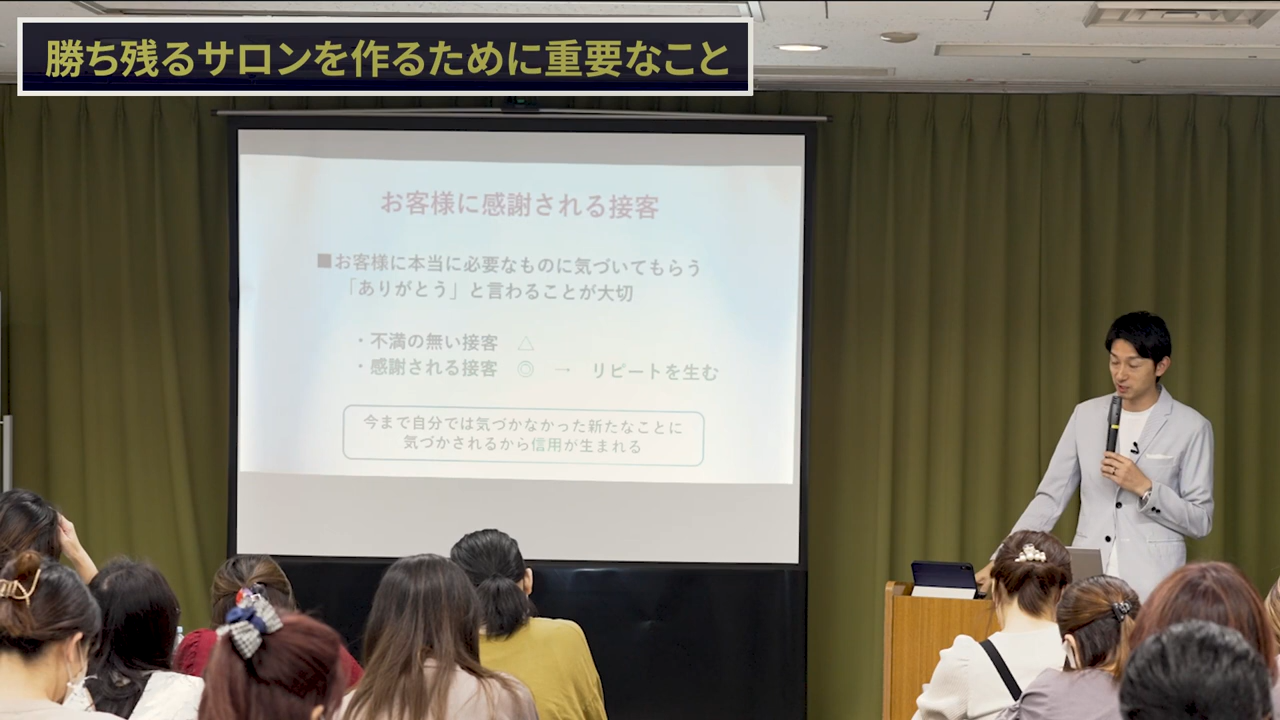 勝ち残るサロンを作るために重要なこと
お客様に感謝される接客
■お客様に本当に必要なものに気づいてもらう
「ありがとう」と言わることが大切
・不満の無い接客 △
・感謝される接客 ◎ → リピートを生む
今まで自分では気づかなかった新たなことに
気づかされるから信用が生まれる